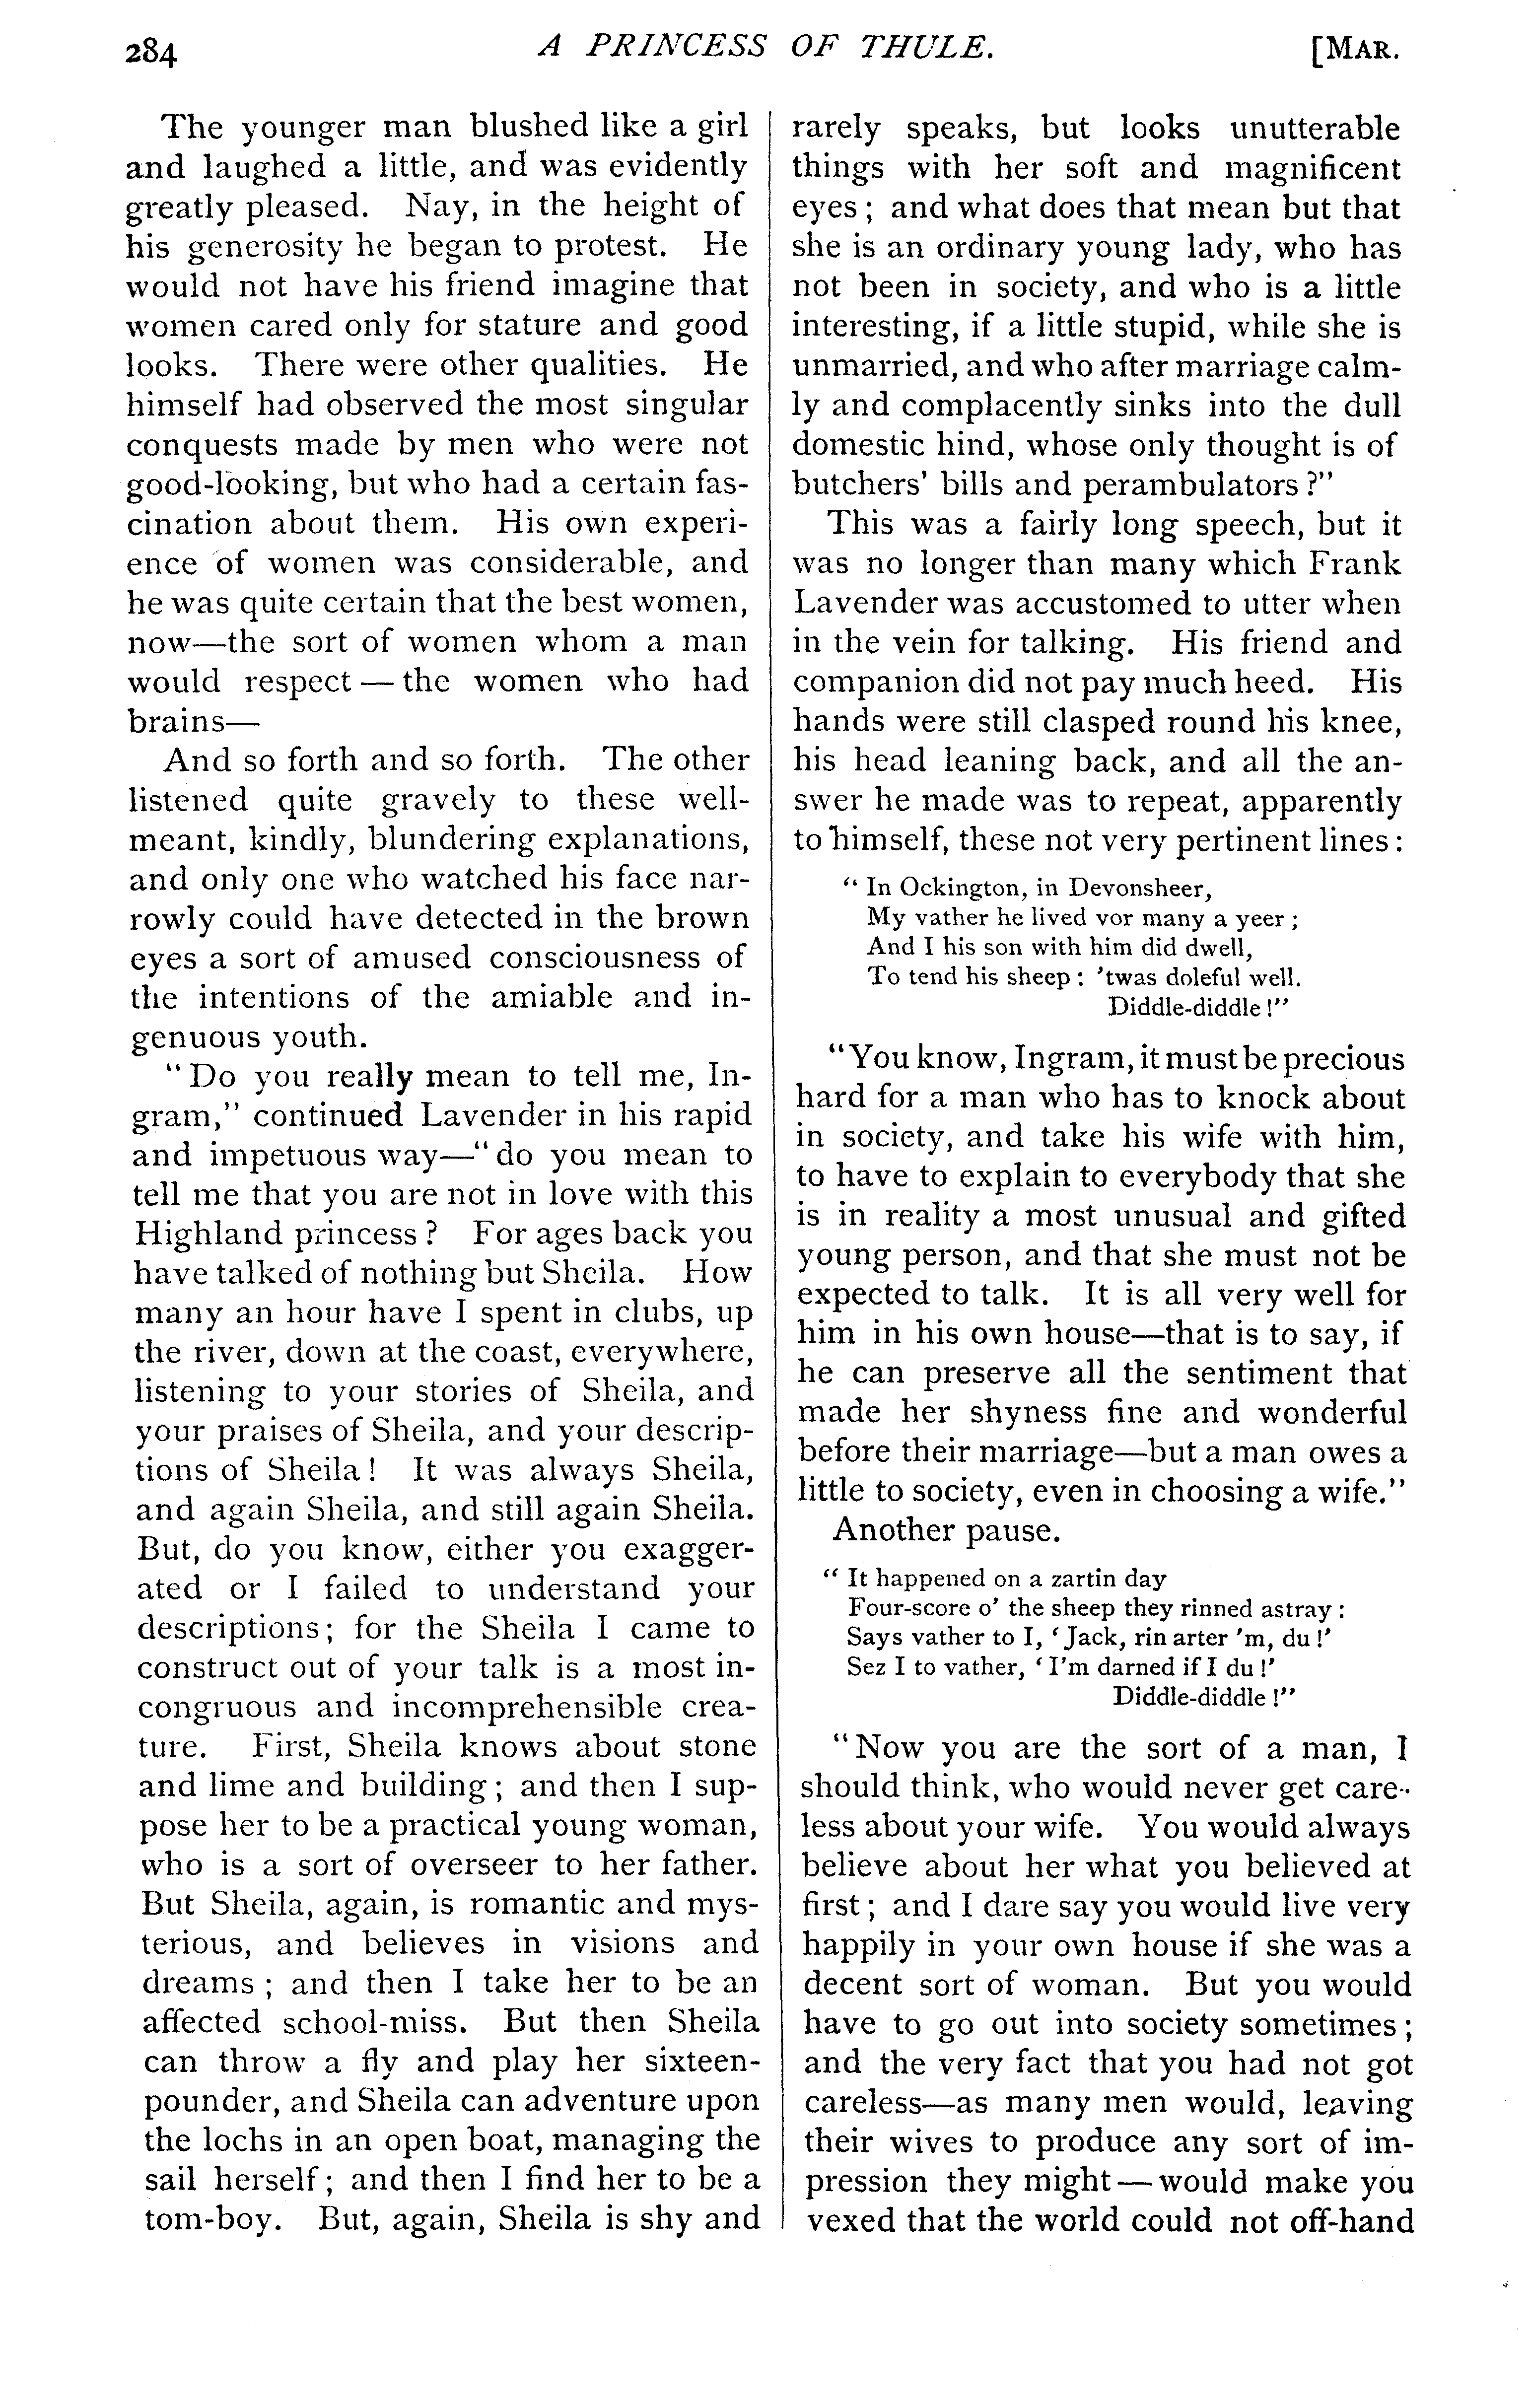 284
A PRINCESS OF THULE.
[MAR.
The younger man blushed like a girl
and laughed a little, and was evidently
greatly pleased. Nay, in the height of
his generosity he began to protest. He
would not have his friend imagine that
women cared only for stature and good
looks. There were other qualities. He
himself had observed the most singular
conquests made by men who were not
good-looking, but who had a certain fas-
cination about them. His own experi-
ence of women was considerable, and
he was quite certain that the best women,
now—the sort of women whom a man
would respect — the women who had
brains—
And so forth and so forth. The other
listened quite gravely to these well-
meant, kindly, blundering explanations,
and only one who watched his face nar-
rowly could have detected in the brown
eyes a sort of amused consciousness of
the intentions of the amiable and in-
genuous youth.
"Do you really mean to tell me, In-
gram," continued Lavender in his rapid
and impetuous way—"do you mean to
tell me that you are not in love with this
Highland princess ? For ages back you
have talked of nothing but Sheila. How
many an hour have I spent in clubs, up
the river, down at the coast, everywhere,
listening to your stories of Sheila, and
your praises of Sheila, and your descrip-
tions of Sheila ! It was always Sheila,
and again Sheila, and still again Sheila.
But, do you know, either you exagger-
ated or I failed to understand your
descriptions; for the Sheila I came to
construct out of your talk is a most in-
congruous and incomprehensible crea-
ture. First, Sheila knows about stone
and lime and building ; and then I sup-
pose her to be a practical young woman,
who is a sort of overseer to her father.
But Sheila, again, is romantic and mys-
terious, and believes in visions and
dreams ; and then I take her to be an
affected school-miss. But then Sheila
can throw a fly and play her sixteen-
pounder, and Sheila can adventure upon
the lochs in an open boat, managing the
sail herself; and then I find her to be a
tom-boy. But, again, Sheila is shy and
rarely speaks, but looks unutterable
things with her soft and magnificent
eyes ; and what does that mean but that
she is an ordinary young lady, who has
not been in society, and who is a little
interesting, if a little stupid, while she is
unmarried, and who after marriage calm-
ly and complacently sinks into the dull
domestic hind, whose only thought is of
butchers' bills and perambulators ?"
This was a fairly long speech, but it
was no longer than many which Frank
Lavender was accustomed to utter when
in the vein for talking. His friend and
companion did not pay much heed. His
hands were still clasped round his knee,
his head leaning back, and all the an-
swer he made was to repeat, apparently
to himself, these not very pertinent lines :
" In Ockington, in Devonsheer,
My vather he lived vor many a yeer ;
And I his son with him did dwell,
To tend his sheep : 'twas doleful well.
Diddle-diddle !"
"You know, Ingram, it must be precious
hard for a man who has to knock about
in society, and take his wife with him,
to have to explain to everybody that she
is in reality a most unusual and gifted
young person, and that she must not be
expected to talk. It is all very well for
him in his own house—that is to say, if
he can preserve all the sentiment that
made her shyness fine and wonderful
before their marriage—but a man owes a
little to society, even in choosing a wife."
Another pause.
" It happened on a zartin day
Four-score o' the sheep they rinned astray :
Says vather to I, 'Jack, rin arter 'm, du !'
Sez I to vather, 'I'm darned if I du !'
Diddle-diddle !"
"Now you are the sort of a man, I
should think, who would never get care-
less about your wife. You would always
believe about her what you believed at
first ; and I dare say you would live very
happily in your own house if she was a
decent sort of woman. But you would
have to go out into society sometimes ;
and the very fact that you had not got
careless—as many men would, leaving
their wives to produce any sort of im-
pression they might — would make you
vexed that the world could not off-hand